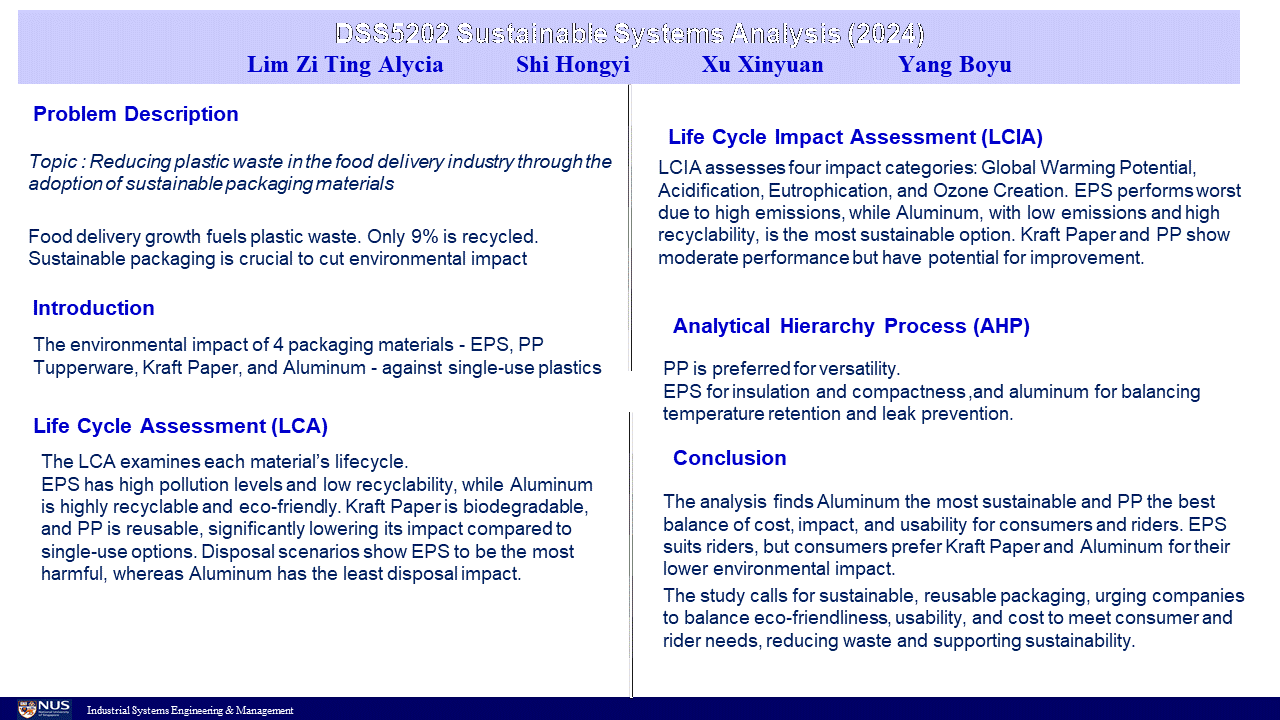 DSS5202 Sustainable Systems Analysis (2024)
Lim Zi Ting Alycia Shi Hongyi Xu Xinyuan Yang Boyu
Problem Description
Topic : Reducing plastic waste in the food delivery industry through the
adoption of sustainable packaging materials
Food delivery growth fuels plastic waste. Only 9% is recycled.
Sustainable packaging is crucial to cut environmental impact
Introduction
The environmental impact of 4 packaging materials - EPS, PP
Tupperware, Kraft Paper, and Aluminum - against single-use plastics
Life Cycle Assessment (LCA)
The LCA examines each material’s lifecycle.
EPS has high pollution levels and low recyclability, while Aluminum
is highly recyclable and eco-friendly. Kraft Paper is biodegradable,
and PP is reusable, significantly lowering its impact compared to
single-use options. Disposal scenarios show EPS to be the most
harmful, whereas Aluminum has the least disposal impact.
Life Cycle Impact Assessment (LCIA)
LCIA assesses four impact categories: Global Warming Potential,
Acidification, Eutrophication, and Ozone Creation. EPS performs worst
due to high emissions, while Aluminum, with low emissions and high
recyclability, is the most sustainable option. Kraft Paper and PP show
moderate performance but have potential for improvement.
Analytical Hierarchy Process (AHP)
PP is preferred for versatility.
EPS for insulation and compactness ,and aluminum for balancing
temperature retention and leak prevention.
Conclusion
The analysis finds Aluminum the most sustainable and PP the best
balance of cost, impact, and usability for consumers and riders. EPS
suits riders, but consumers prefer Kraft Paper and Aluminum for their
lower environmental impact.
The study calls for sustainable, reusable packaging, urging companies
to balance eco-friendliness, usability, and cost to meet consumer and
rider needs, reducing waste and supporting sustainability.
NUS
National University
of Singapore
Industrial Systems Engineering & Management